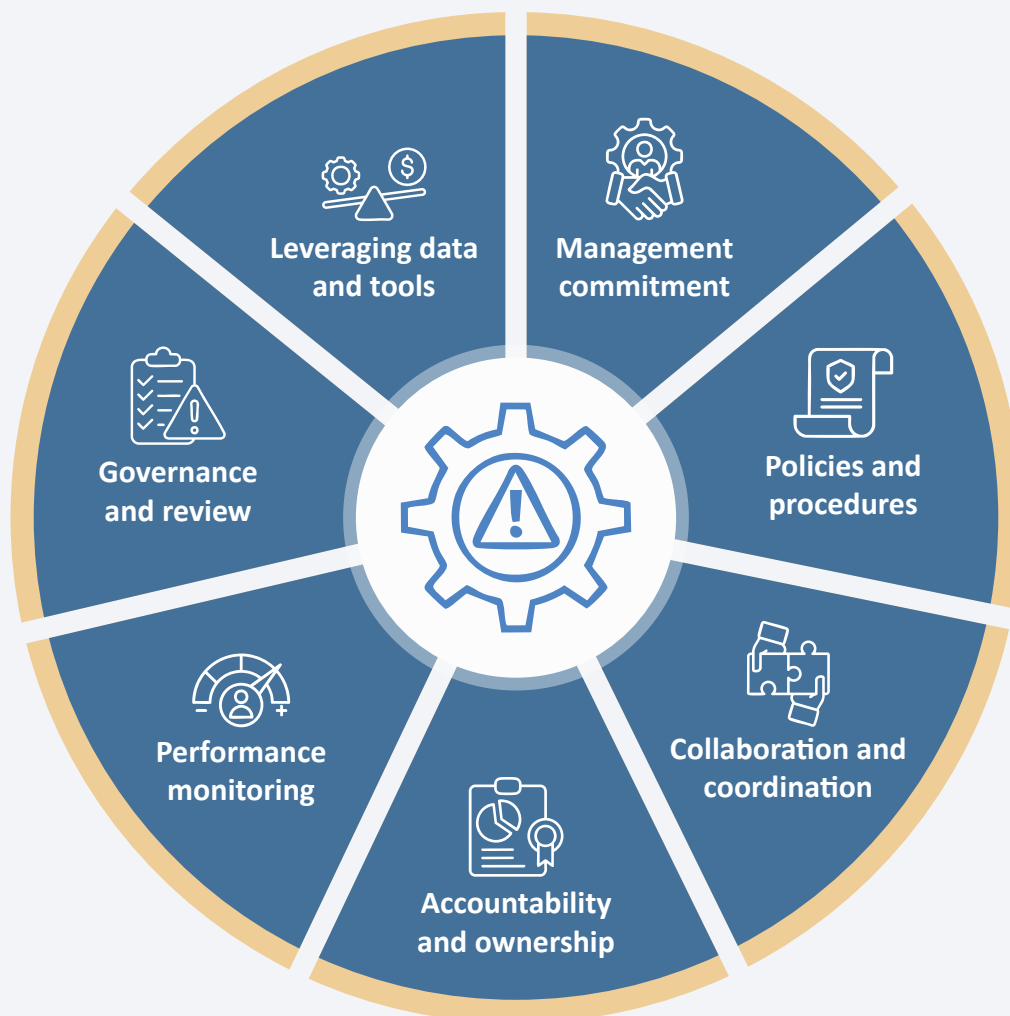 Leveraging data
and tools
Management
commitment
Governance
and review
Policies and
procedures
Performance
monitoring
Collaboration and
coordination
Accountability
and ownership
$